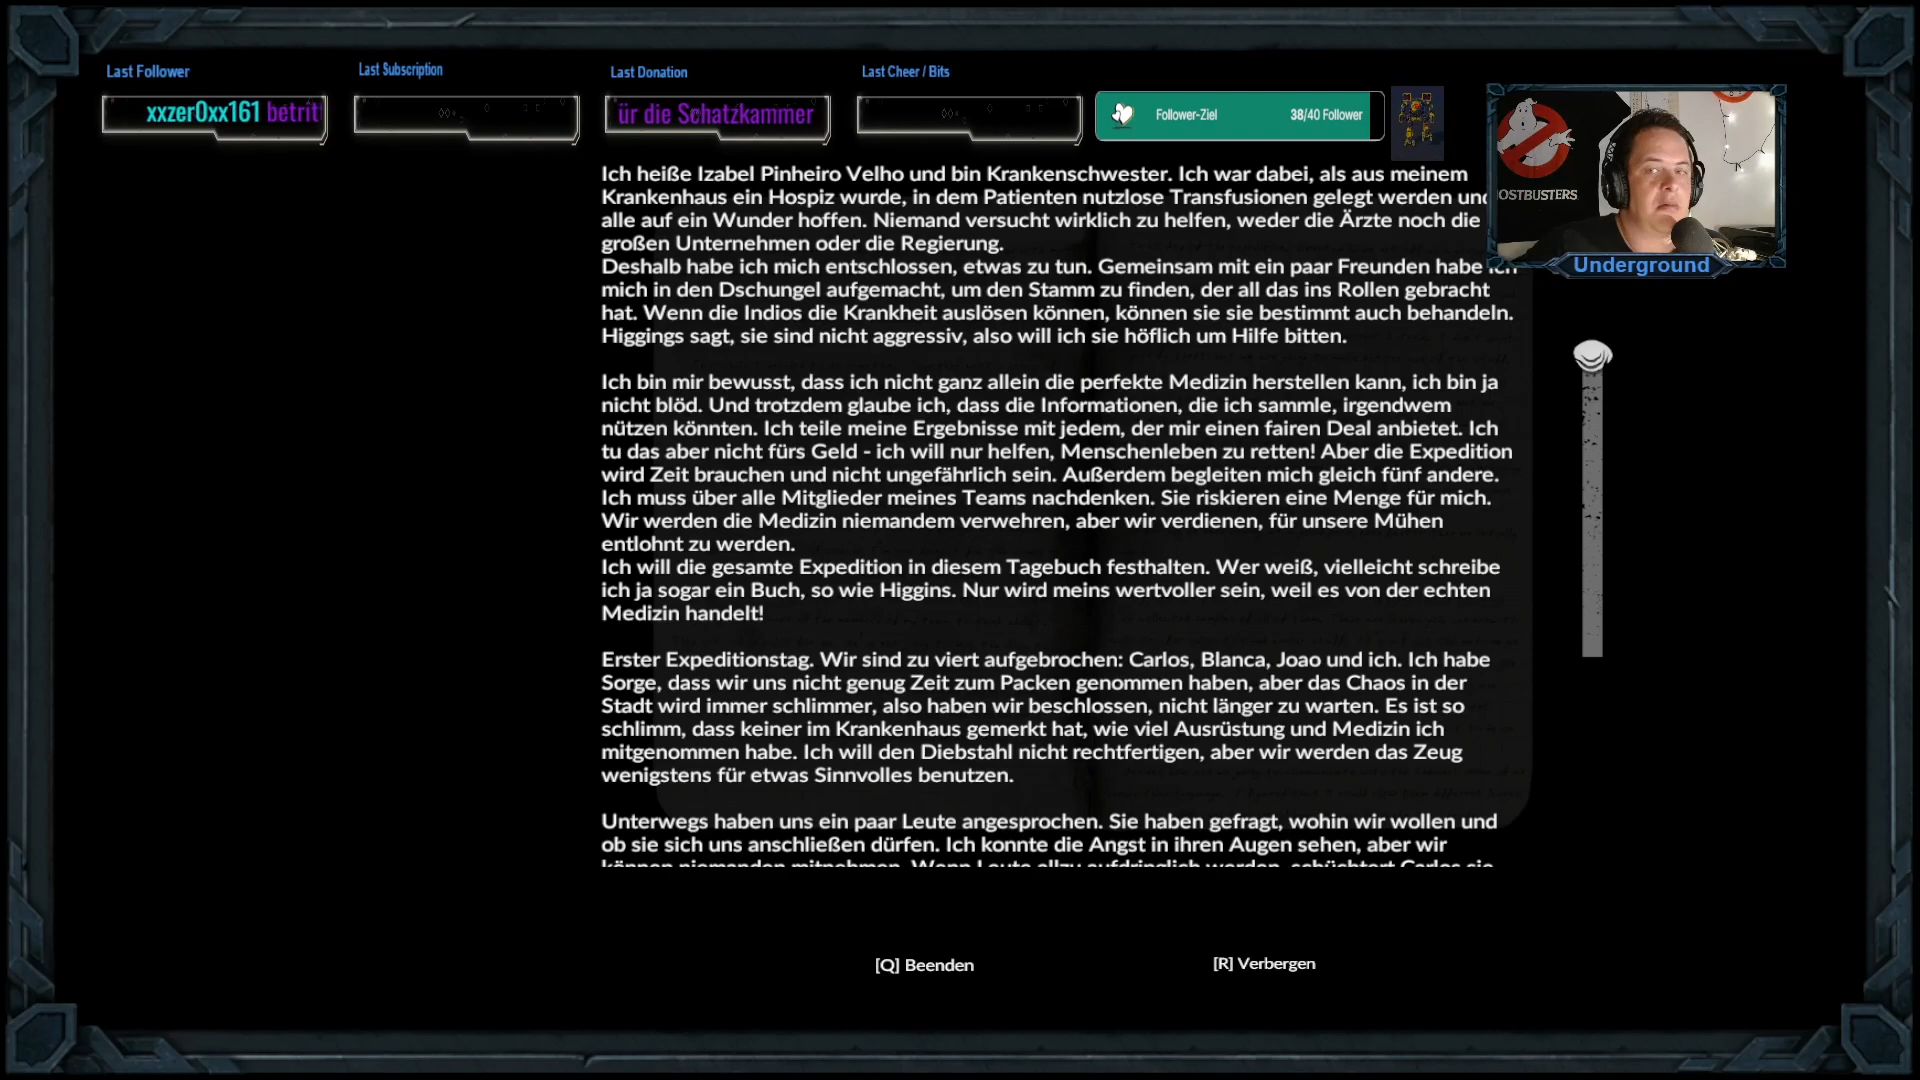 Last Follower
Last Subscription
Last Donation
Last Cheer / Bits
xxzer0xx161 betrit
ür die Schatzkammer
Follower-Ziel
38/40 Follower
OSTBUSTERS
Underground
Ich heiße Izabel Pinheiro Velho und bin Krankenschwester. Ich war dabei, als aus meinem
Krankenhaus ein Hospiz wurde, in dem Patienten nutzlose Transfusionen gelegt werden und
alle auf ein Wunder hoffen. Niemand versucht wirklich zu helfen, weder die Ärzte noch die
großen Unternehmen oder die Regierung.
Deshalb habe ich mich entschlossen, etwas zu tun. Gemeinsam mit ein paar Freunden habe ich
mich in den Dschungel aufgemacht, um den Stamm zu finden, der all das ins Rollen gebracht
hat. Wenn die Indios die Krankheit auslösen können, können sie sie bestimmt auch behandeln.
Higgings sagt, sie sind nicht aggressiv, also will ich sie höflich um Hilfe bitten.
Ich bin mir bewusst, dass ich nicht ganz allein die perfekte Medizin herstellen kann, ich bin ja
nicht blöd. Und trotzdem glaube ich, dass die Informationen, die ich sammle, irgendwem
nützen könnten. Ich teile meine Ergebnisse mit jedem, der mir einen fairen Deal anbietet. Ich
tu das aber nicht fürs Geld - ich will nur helfen, Menschenleben zu retten! Aber die Expedition
wird Zeit brauchen und nicht ungefährlich sein. Außerdem begleiten mich gleich fünf andere.
Ich muss über alle Mitglieder meines Teams nachdenken. Sie riskieren eine Menge für mich.
Wir werden die Medizin niemandem verwehren, aber wir verdienen, für unsere Mühen
entlohnt zu werden.
Ich will die gesamte Expedition in diesem Tagebuch festhalten. Wer weiß, vielleicht schreibe
ich ja sogar ein Buch, so wie Higgins. Nur wird meins wertvoller sein, weil es von der echten
Medizin handelt!
Erster Expeditionstag. Wir sind zu viert aufgebrochen: Carlos, Blanca, Joao und ich. Ich habe
Sorge, dass wir uns nicht genug Zeit zum Packen genommen haben, aber das Chaos in der
Stadt wird immer schlimmer, also haben wir beschlossen, nicht länger zu warten. Es ist so
schlimm, dass keiner im Krankenhaus gemerkt hat, wie viel Ausrüstung und Medizin ich
mitgenommen habe. Ich will den Diebstahl nicht rechtfertigen, aber wir werden das Zeug
wenigstens für etwas Sinnvolles benutzen.
Unterwegs haben uns ein paar Leute angesprochen. Sie haben gefragt, wohin wir wollen und
ob sie sich uns anschließen dürfen. Ich konnte die Angst in ihren Augen sehen, aber wir
können niemanden mitnehmen. Wenn Leute allzu aufdringlich werden, schüchtert Carlos sie
[Q] Beenden
[R] Verbergen